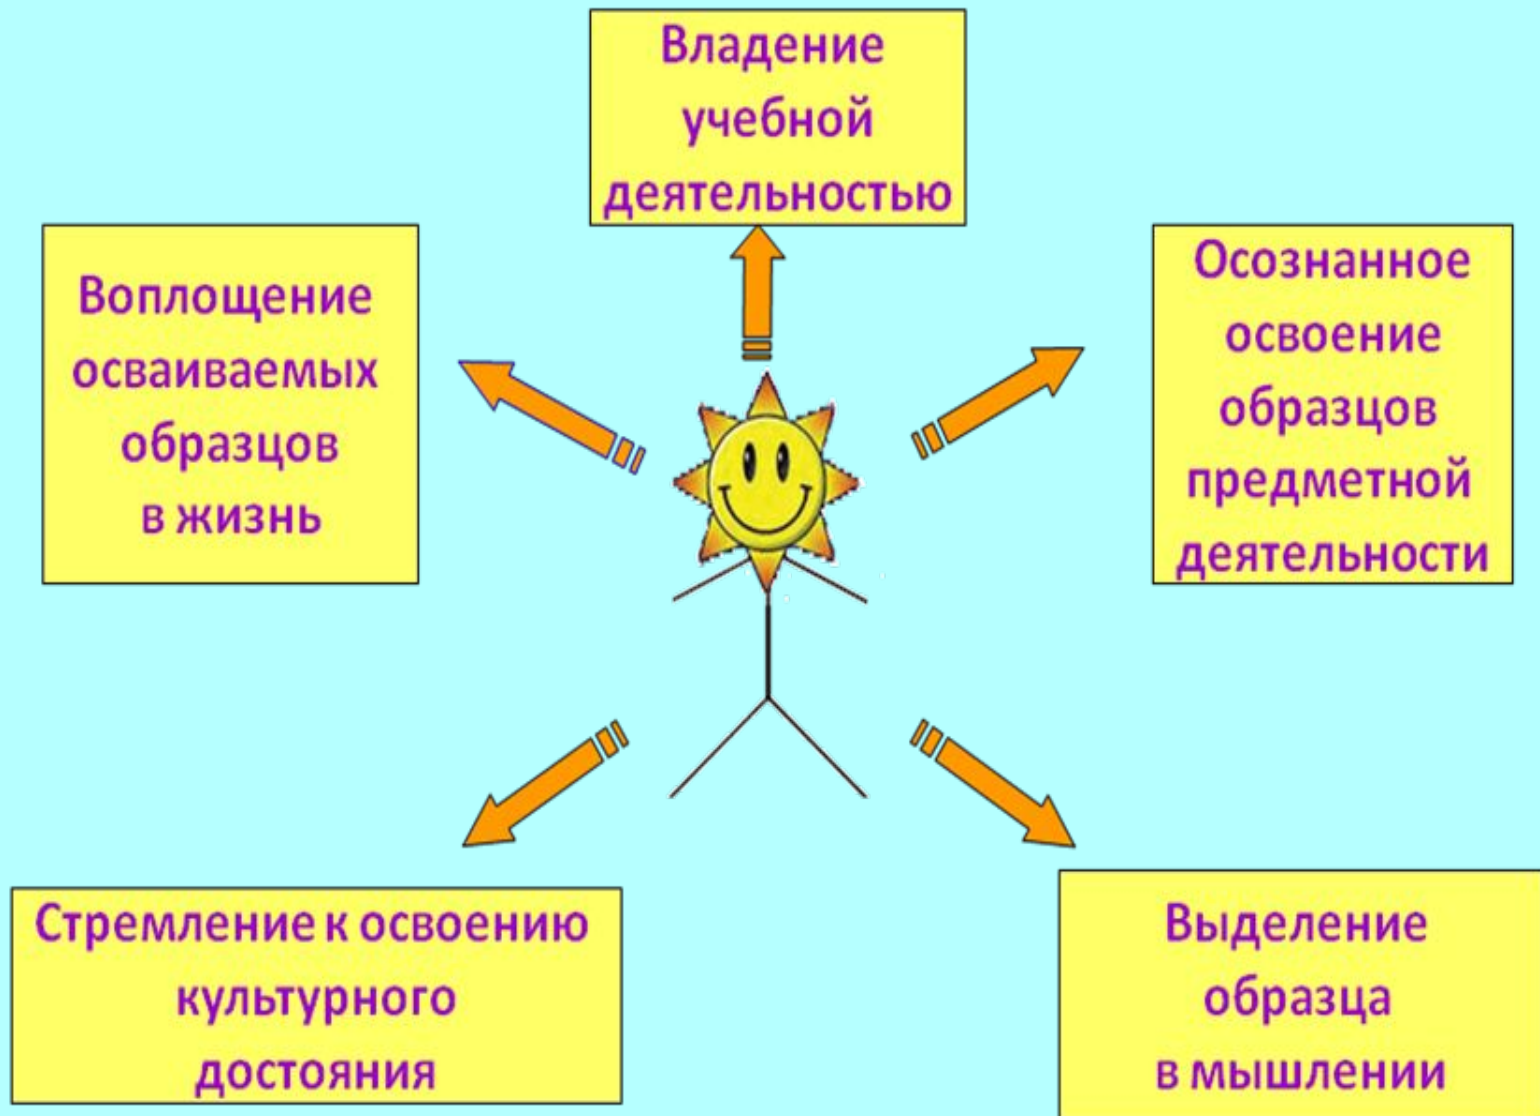 Владение
учебной
деятельностью
Воплощение
осваиваемых
образцов
в жизнь
Осознанное
освоение
образцов
предметной
деятельности
Стремление к освоению
культурного
достояния
Выделение
образца
в мышлении